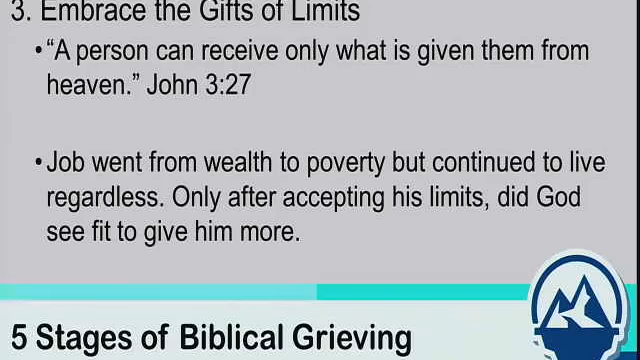 3. Embrace the Gifts of Limits
• “A person can receive only what is given them from
heaven.” John 3:27
• Job went from wealth to poverty but continued to live
regardless. Only after accepting his limits, did God
see fit to give him more.
5 Stages of Biblical Grieving